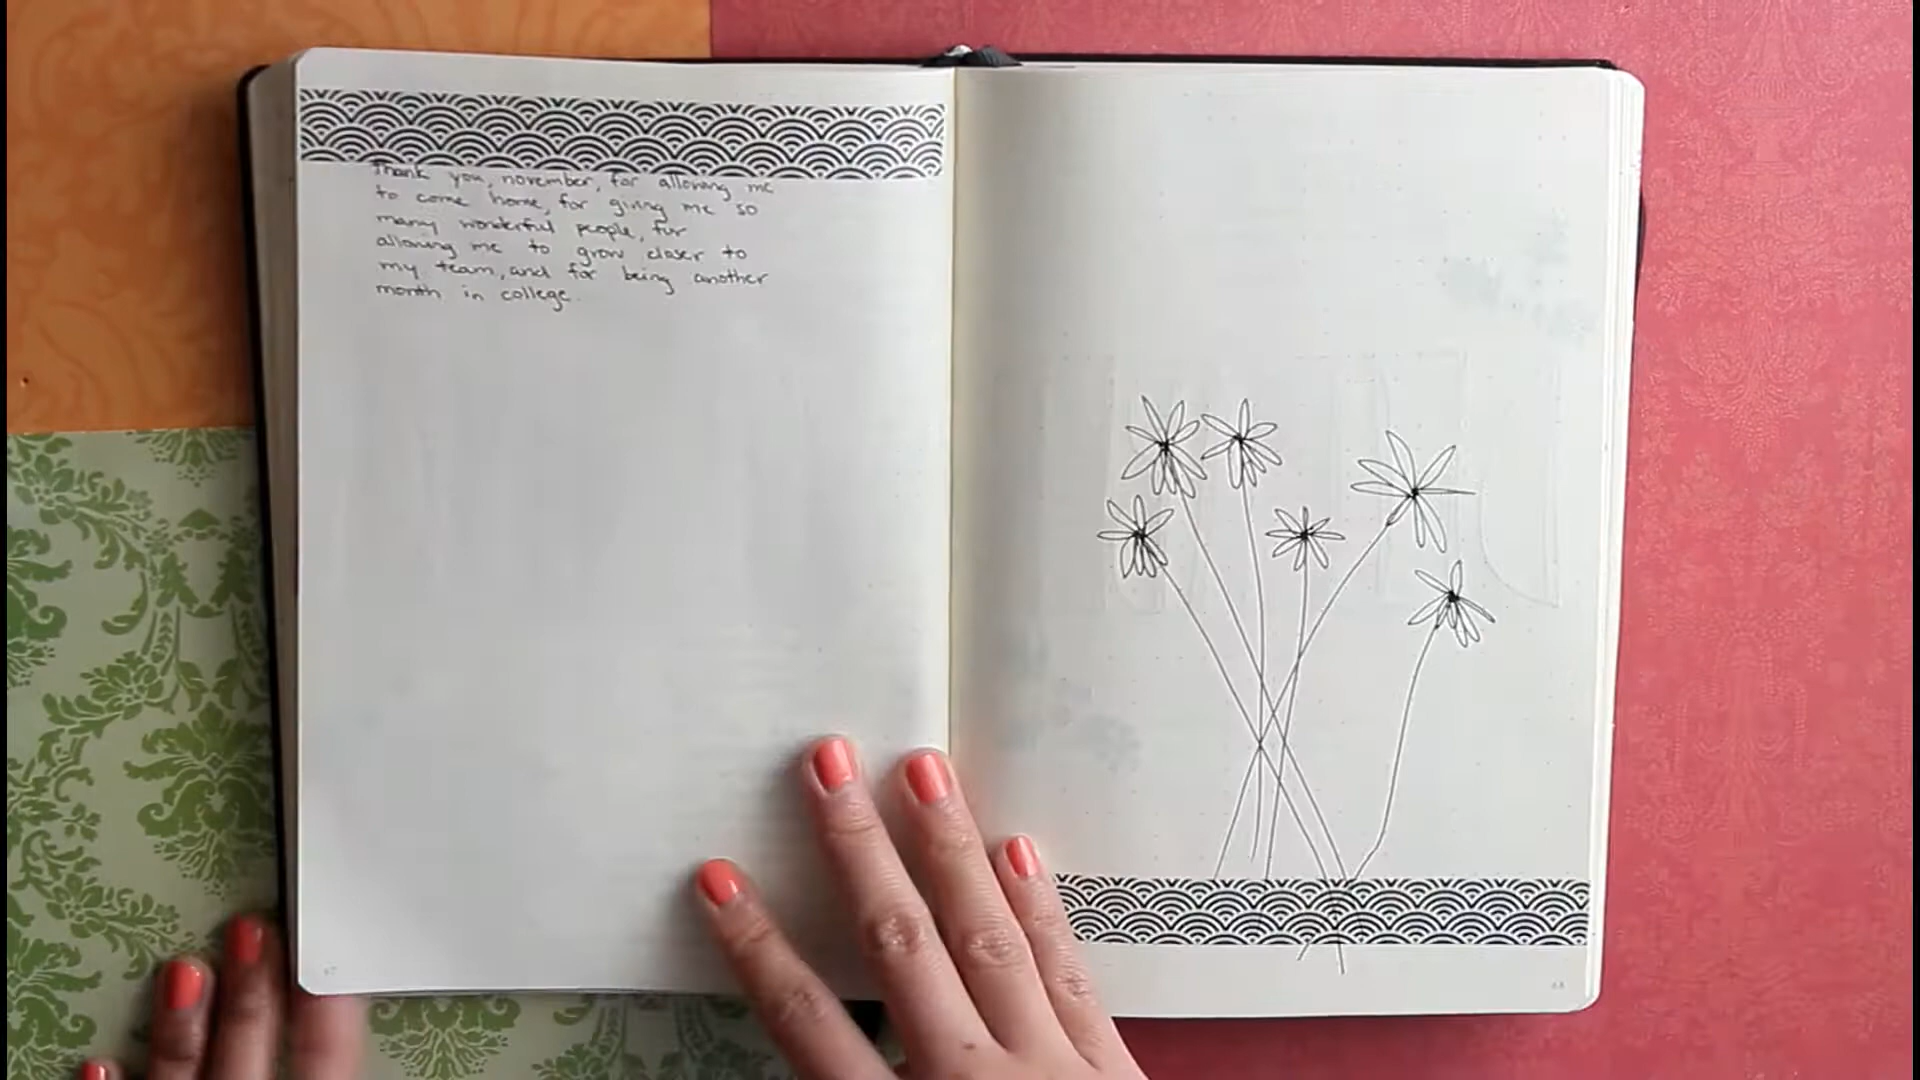 Thank you, november, for allowing me
to come home, for giving me so
many wonderful people, for
allowing me to grow closer to
my team, and for being another
month in college.